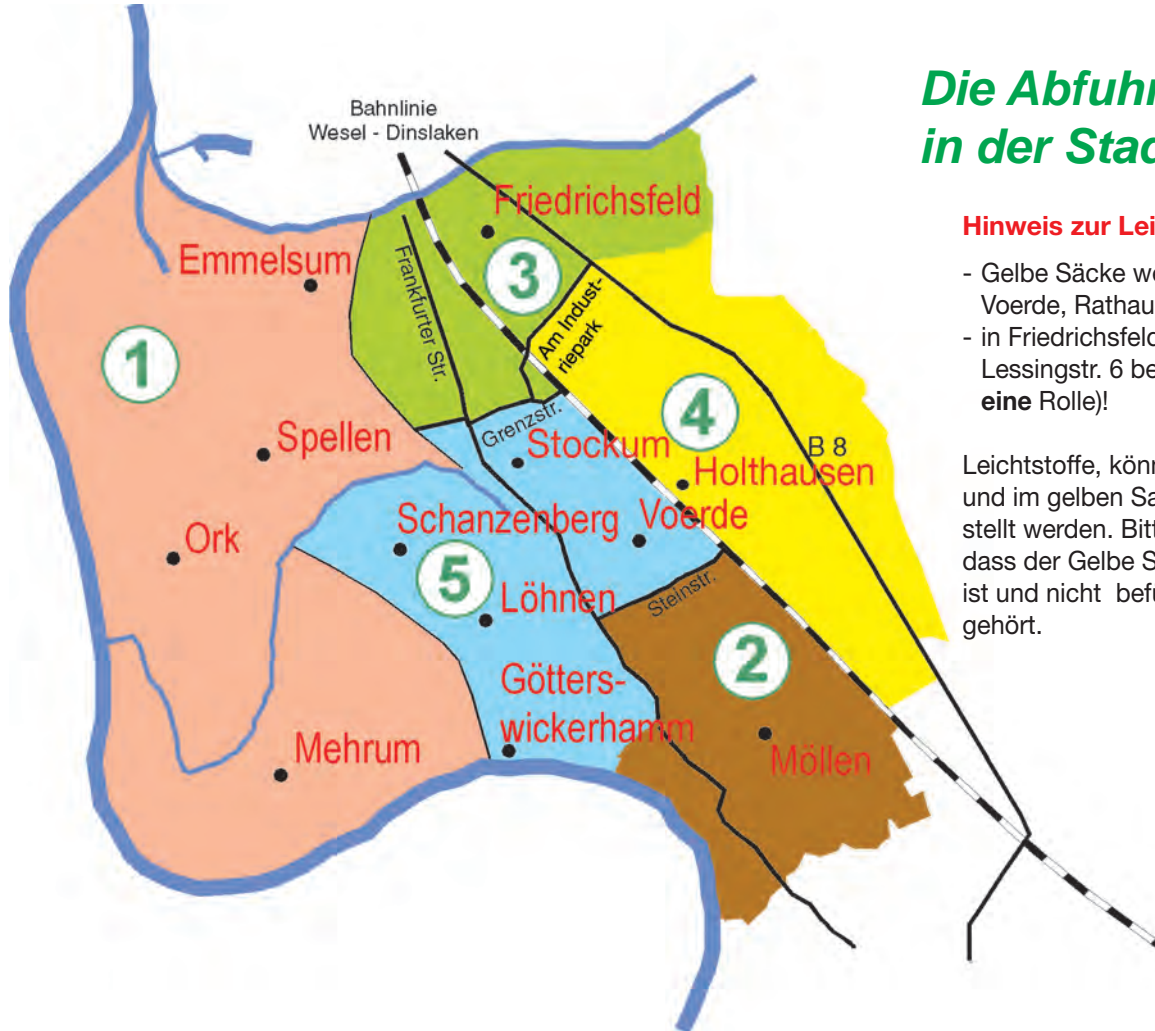 Bahnlinie
Wesel - Dinslaken
Friedrichsfeld
Emmelsum
3
Frankfurter Str.
Am Indust-
riepark
1
4
Grenzstr.
Spellen
Stockum
B 8
Holthausen
Schanzenberg
Voerde
Ork
5
Löhnen
Steinstr.
2
Götters-
wickerhamm
Mehrum
Möllen
Die Abfuhr
in der Stad
Hinweis zur Lei
- Gelbe Säcke we
Voerde, Rathau
- in Friedrichsfeld
Lessingstr. 6 be
eine Rolle)!
Leichtstoffe, könn
und im gelben Sa
stellt werden. Bitt
dass der Gelbe S
ist und nicht befü
gehört.